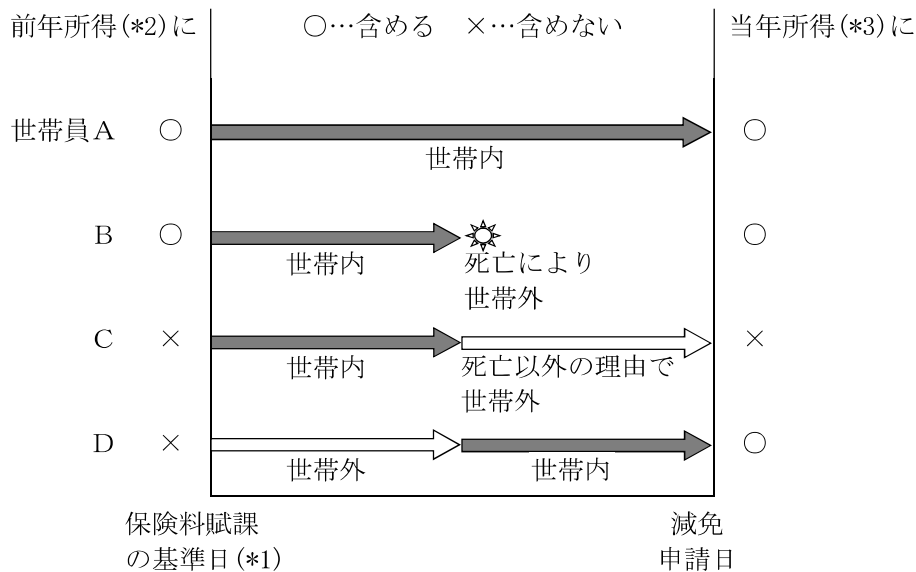 前年所得(*2)に ○…含める ×…含めない 当年所得(*3)に
世帯員A ○ ○
世帯内
B ○ ○
世帯内 死亡により
世帯外
C × ×
世帯内 死亡以外の理由で
世帯外
D × ○
世帯外 世帯内
保険料賦課 減免
の基準日(*1) 申請日